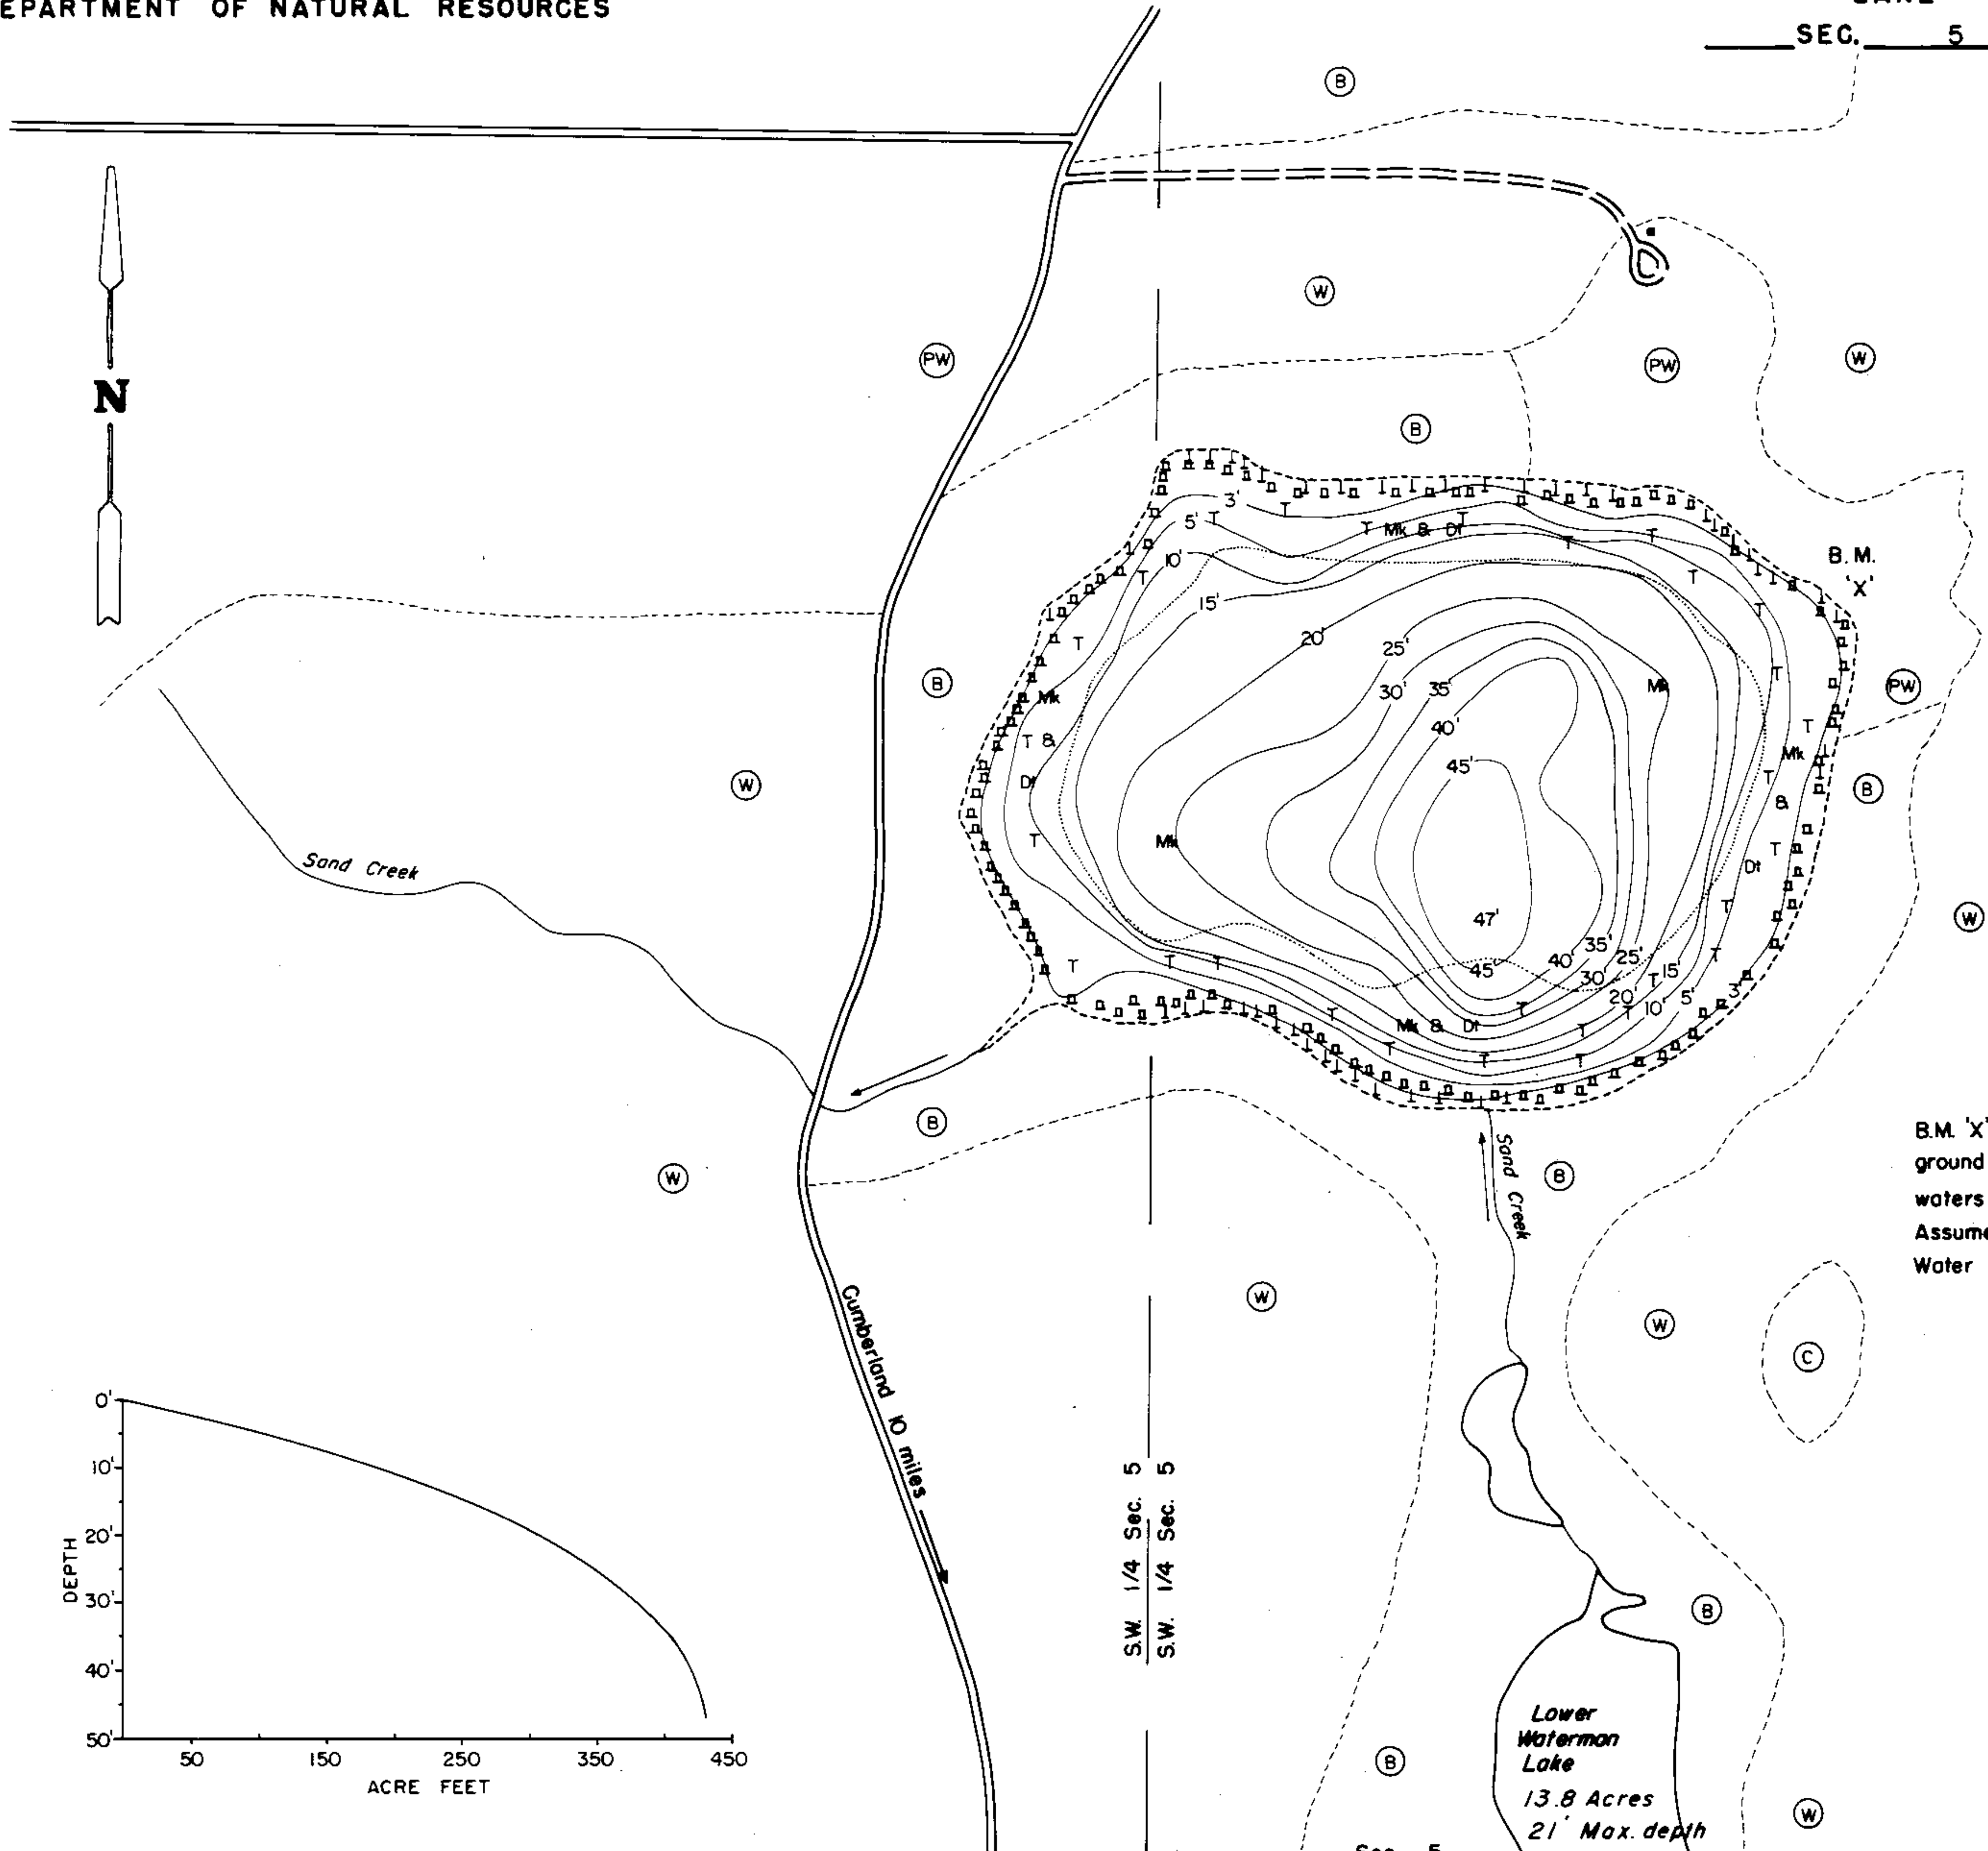 EPARTMENT OF NATURAL RESOURCES
SEC. 5
B
N
W
PW
PW
W
B
3'
5'
T
T
T
Mk & Dt
T
T
T
10'
T
T
B.M.
'X'
15'
T
T
20'
25'
B
Mk
30'
35'
Mk
PW
40'
T
T
&
Mk
T
45'
T
W
Dt
B
&
T
Mk
T
Dt
Sand Creek
47'
T
W
35'
25'
T
T
T
45'
40'
30'
T
15'
T
20'
10'
5'
3'
T
T
T
Mk & Dt
T
T
T
T
B
B.M. 'X'
ground
waters
Assume
Water
Sand Creek
B
W
W
W
C
Cumberland 10 miles
0'
10'
20'
30'
40'
50'
DEPTH
50 150 250 350 450
ACRE FEET
S.W. 1/4 Sec. 5
S.W. 1/4 Sec. 5
B
B
Lower
Waterman
Lake
13.8 Acres
21' Max. depth
W